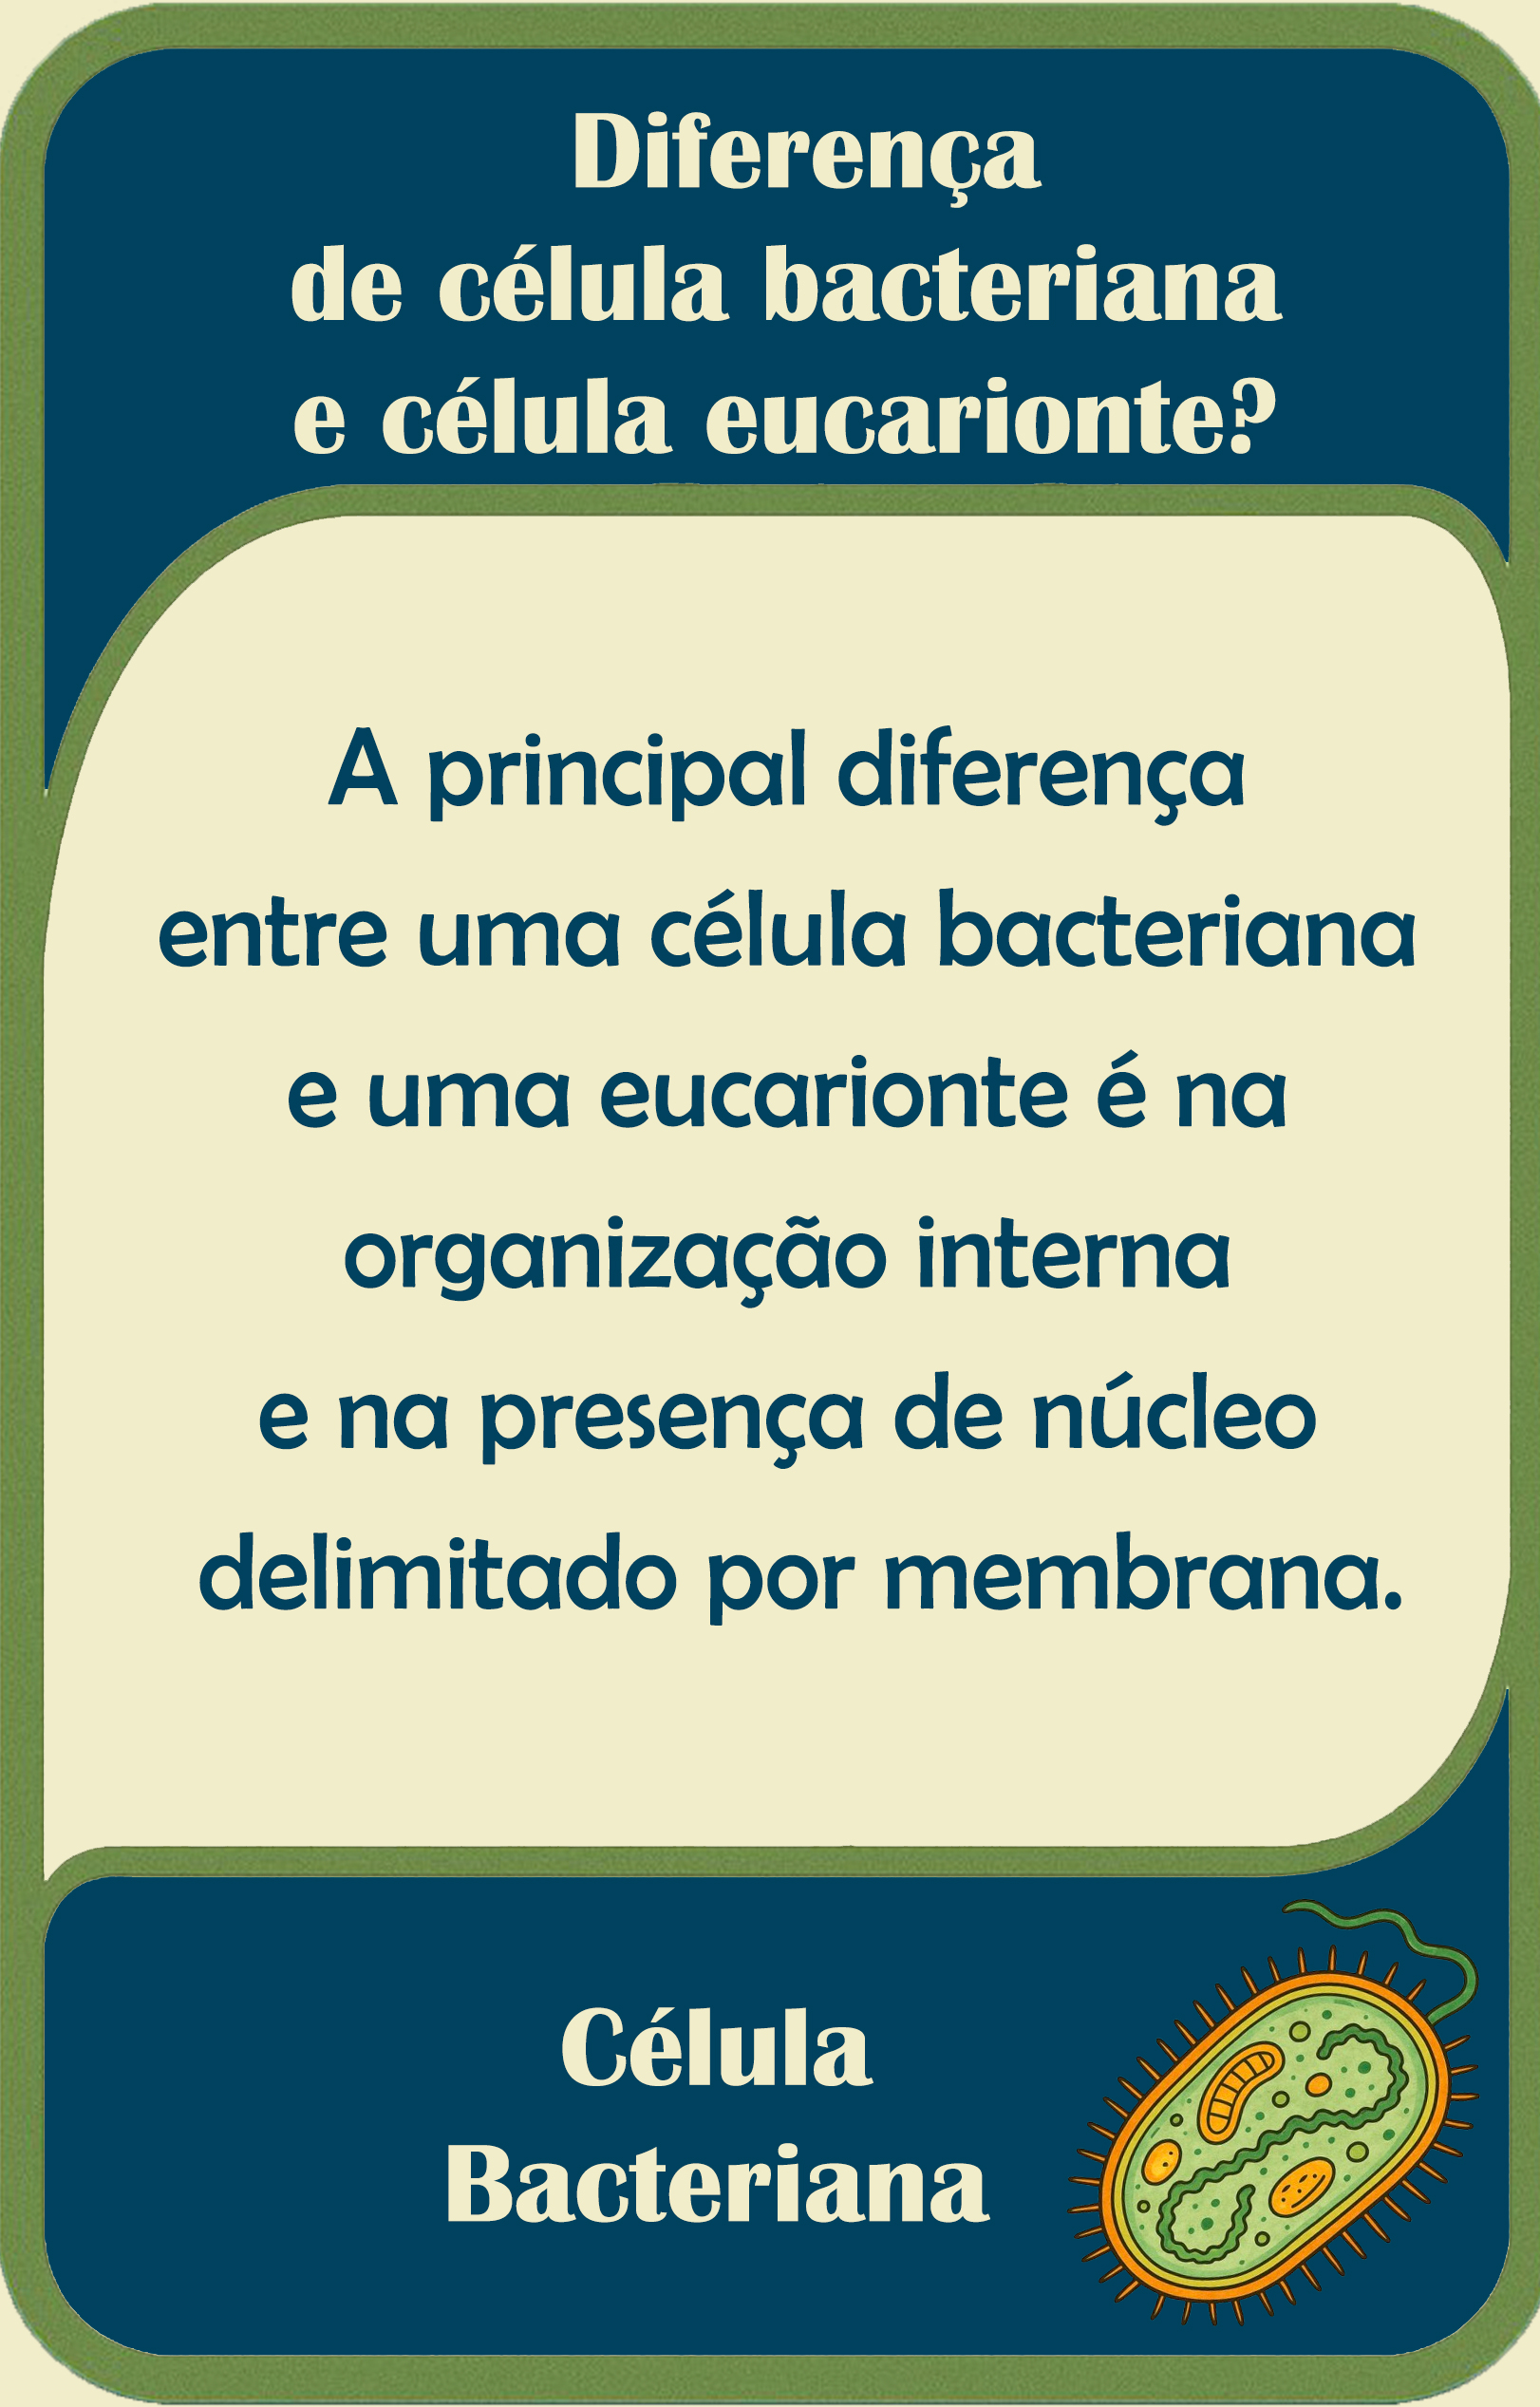 Diferença
de célula bacteriana
e célula eucarionte?
A principal diferença
entre uma célula bacteriana
e uma eucarionte é na
organização interna
e na presença de núcleo
delimitado por membrana.
Célula
Bacteriana